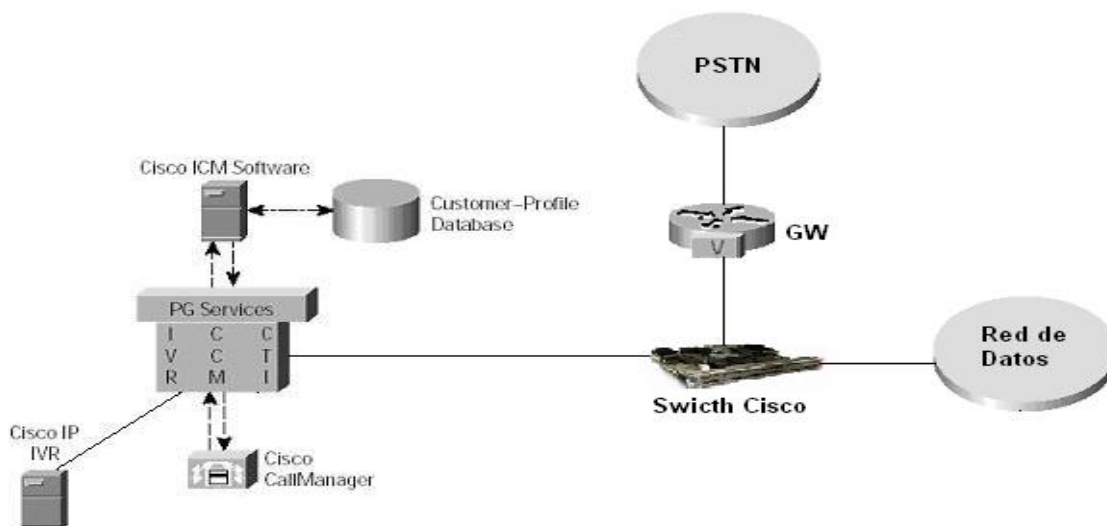 PSTN
Cisco ICM Software
Customer-Profile
Database
GW
V
PG Services
I C C
V C T
R M I
Red de
Datos
Swicth Cisco
Cisco IP
IVR
Cisco
CallManager